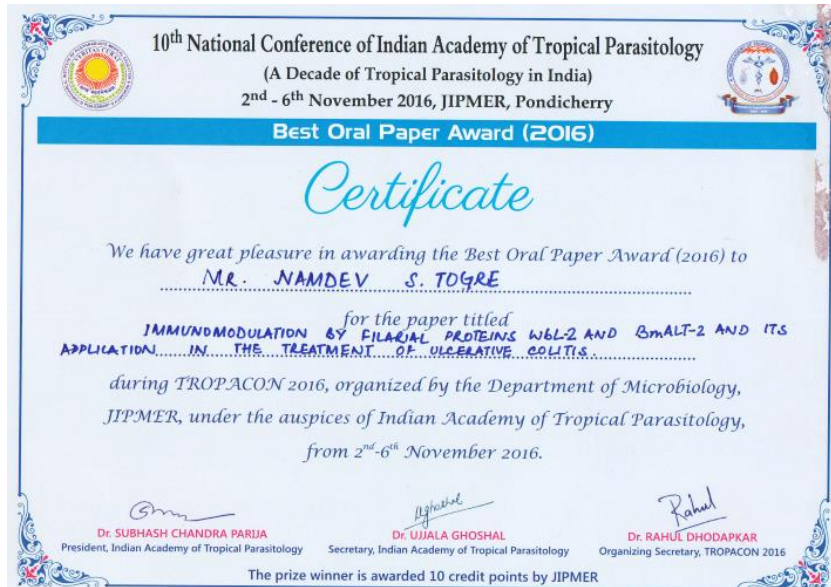 10th National Conference of Indian Academy of Tropical Parasitology
(A Decade of Tropical Parasitology in India)
2nd - 6th November 2016, JIPMER, Pondicherry
Best Oral Paper Award (2016)
Certificate
We have great pleasure in awarding the Best Oral Paper Award (2016) to
MR. NAMDEV S. TOGRE
for the paper titled
IMMUNOMODULATION BY FILARIAL PROTEINS WbL-2 AND BmALT-2 AND ITS
APPLICATION IN THE TREATMENT OF ULCERATIVE COLITIS.
during TROPACON 2016, organized by the Department of Microbiology,
JIPMER, under the auspices of Indian Academy of Tropical Parasitology,
from 2nd-6th November 2016.
Rahul
Dr. SUBHASH CHANDRA PARIJA
President, Indian Academy of Tropical Parasitology
Dr. UJJALA GHOSHAL
Secretary, Indian Academy of Tropical Parasitology
Dr. RAHUL DHODAPKAR
Organizing Secretary, TROPACON 2016
The prize winner is awarded 10 credit points by JIPMER